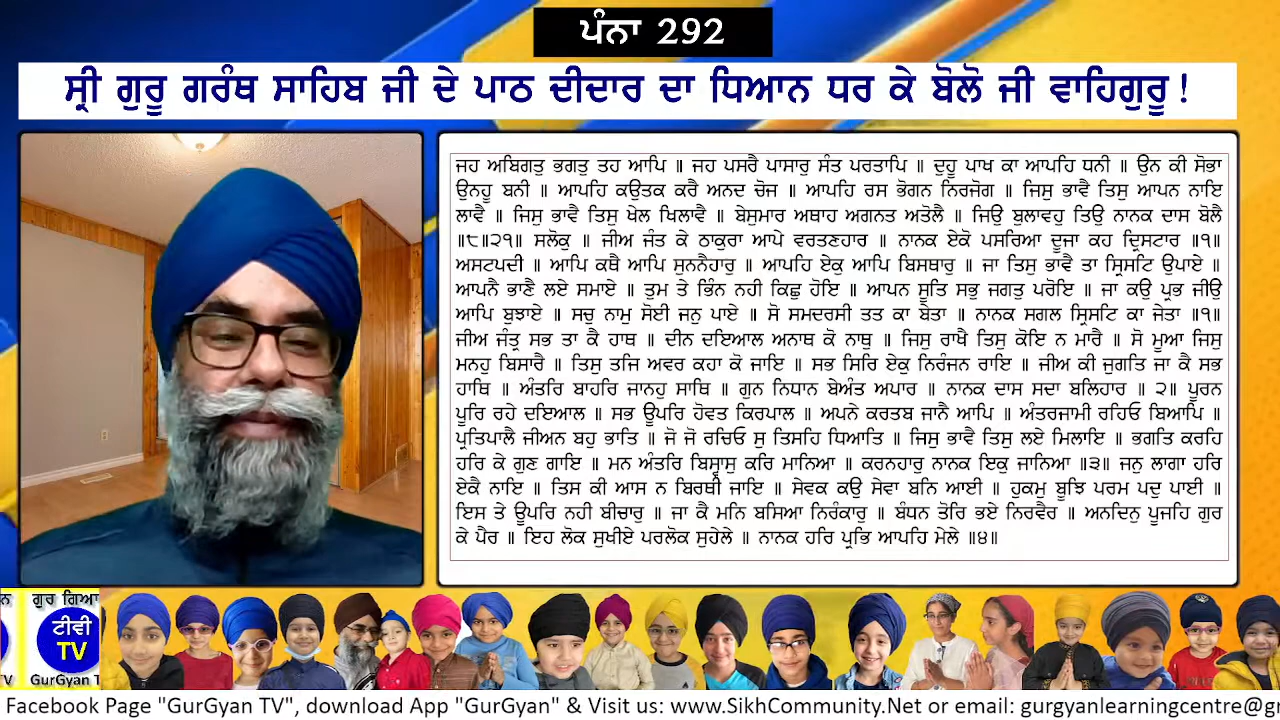 ਪੰਨਾ 292
ਸ੍ਰੀ ਗੁਰੂ ਗਰੰਥ ਸਾਹਿਬ ਜੀ ਦੇ ਪਾਠ ਦੀਦਾਰ ਦਾ ਧਿਆਨ ਧਰ ਕੇ ਬੋਲੋ ਜੀ ਵਾਹਿਗੁਰੂ!
ਜਹ ਅਬਿਗਤੁ ਭਗਤੁ ਤਹ ਆਪਿ ॥ ਜਹ ਪਸਰੈ ਪਾਸਾਰੁ ਸੰਤ ਪਰਤਾਪਿ ॥ ਦੁਹੂ ਪਾਖ ਕਾ ਆਪਹਿ ਧਨੀ ॥ ਉਨ ਕੀ ਸੋਭਾ
ਉਨਹੂ ਬਨੀ ॥ ਆਪਹਿ ਕਉਤਕ ਕਰੈ ਅਨਦ ਚੋਜ ॥ ਆਪਹਿ ਰਸ ਭੋਗਨ ਨਿਰਜੋਗ ॥ ਜਿਸੁ ਭਾਵੈ ਤਿਸੁ ਆਪਨ ਨਾਇ
ਲਾਵੈ ॥ ਜਿਸੁ ਭਾਵੈ ਤਿਸੁ ਖੇਲ ਖਿਲਾਵੈ ॥ ਬੇਸੁਮਾਰ ਅਥਾਹ ਅਗਨਤ ਅਤੋਲੈ ॥ ਜਿਉ ਬੁਲਾਵਹੁ ਤਿਉ ਨਾਨਕ ਦਾਸ ਬੋਲੈ
॥੮॥੨੧॥ ਸਲੋਕੁ ॥ ਜੀਅ ਜੰਤ ਕੇ ਠਾਕੁਰਾ ਆਪੇ ਵਰਤਣਹਾਰ ॥ ਨਾਨਕ ਏਕੋ ਪਸਰਿਆ ਦੂਜਾ ਕਹ ਦ੍ਰਿਸਟਾਰ ॥੧॥
ਅਸਟਪਦੀ ॥ ਆਪਿ ਕਥੈ ਆਪਿ ਸੁਨਨੈਹਾਰੁ ॥ ਆਪਹਿ ਏਕੁ ਆਪਿ ਬਿਸਥਾਰੁ ॥ ਜਾ ਤਿਸੁ ਭਾਵੈ ਤਾ ਸ੍ਰਿਸਟਿ ਉਪਾਏ ॥
ਆਪਨੈ ਭਾਣੈ ਲਏ ਸਮਾਏ ॥ ਤੁਮ ਤੇ ਭਿੰਨ ਨਹੀ ਕਿਛੁ ਹੋਇ ॥ ਆਪਨ ਸੂਤਿ ਸਭੁ ਜਗਤੁ ਪਰੋਇ ॥ ਜਾ ਕਉ ਪ੍ਰਭ ਜੀਉ
ਆਪਿ ਬੁਝਾਏ ॥ ਸਚੁ ਨਾਮੁ ਸੋਈ ਜਨੁ ਪਾਏ ॥ ਸੋ ਸਮਦਰਸੀ ਤਤ ਕਾ ਬੇਤਾ ॥ ਨਾਨਕ ਸਗਲ ਸ੍ਰਿਸਟਿ ਕਾ ਜੇਤਾ ॥੧॥
ਜੀਅ ਜੰਤ੍ਰ ਸਭ ਤਾ ਕੈ ਹਾਥ ॥ ਦੀਨ ਦਇਆਲ ਅਨਾਥ ਕੋ ਨਾਥੁ ॥ ਜਿਸੁ ਰਾਖੈ ਤਿਸੁ ਕੋਇ ਨ ਮਾਰੈ ॥ ਸੋ ਮੂਆ ਜਿਸੁ
ਮਨਹੁ ਬਿਸਾਰੈ ॥ ਤਿਸੁ ਤਜਿ ਅਵਰ ਕਹਾ ਕੋ ਜਾਇ ॥ ਸਭ ਸਿਰਿ ਏਕੁ ਨਿਰੰਜਨ ਰਾਇ ॥ ਜੀਅ ਕੀ ਜੁਗਤਿ ਜਾ ਕੈ ਸਭ
ਹਾਥਿ ॥ ਅੰਤਰਿ ਬਾਹਰਿ ਜਾਨਹੁ ਸਾਥਿ ॥ ਗੁਨ ਨਿਧਾਨ ਬੇਅੰਤ ਅਪਾਰ ॥ ਨਾਨਕ ਦਾਸ ਸਦਾ ਬਲਿਹਾਰ ॥ ੨॥ ਪੂਰਨ
ਪੂਰਿ ਰਹੇ ਦਇਆਲ ॥ ਸਭ ਊਪਰਿ ਹੋਵਤ ਕਿਰਪਾਲ ॥ ਅਪਨੇ ਕਰਤਬ ਜਾਨੈ ਆਪਿ ॥ ਅੰਤਰਜਾਮੀ ਰਹਿਓ ਬਿਆਪਿ ॥
ਪ੍ਰਤਿਪਾਲੈ ਜੀਅਨ ਬਹੁ ਭਾਤਿ ॥ ਜੋ ਜੋ ਰਚਿਓ ਸੁ ਤਿਸਹਿ ਧਿਆਤਿ ॥ ਜਿਸੁ ਭਾਵੈ ਤਿਸੁ ਲਏ ਮਿਲਾਇ ॥ ਭਗਤਿ ਕਰਹਿ
ਹਰਿ ਕੇ ਗੁਣ ਗਾਇ ॥ ਮਨ ਅੰਤਰਿ ਬਿਸ੍ਵਾਸੁ ਕਰਿ ਮਾਨਿਆ ॥ ਕਰਨਹਾਰੁ ਨਾਨਕ ਇਕੁ ਜਾਨਿਆ ॥੩॥ ਜਨੁ ਲਾਗਾ ਹਰਿ
ਏਕੈ ਨਾਇ ॥ ਤਿਸ ਕੀ ਆਸ ਨ ਬਿਰਥੀ ਜਾਇ ॥ ਸੇਵਕ ਕਉ ਸੇਵਾ ਬਨਿ ਆਈ ॥ ਹੁਕਮੁ ਬੂਝਿ ਪਰਮ ਪਦੁ ਪਾਈ ॥
ਇਸ ਤੇ ਊਪਰਿ ਨਹੀ ਬੀਚਾਰੁ ॥ ਜਾ ਕੈ ਮਨਿ ਬਸਿਆ ਨਿਰੰਕਾਰੁ ॥ ਬੰਧਨ ਤੋਰਿ ਭਏ ਨਿਰਵੈਰ ॥ ਅਨਦਿਨੁ ਪੂਜਹਿ ਗੁਰ
ਕੇ ਪੈਰ ॥ ਇਹ ਲੋਕ ਸੁਖੀਏ ਪਰਲੋਕ ਸੁਹੇਲੇ ॥ ਨਾਨਕ ਹਰਿ ਪ੍ਰਭਿ ਆਪਹਿ ਮੇਲੇ ॥੪॥
ਗੁਰ ਗਿਆ
ਟੀਵੀ
TV
GurGyan T
Facebook Page "GurGyan TV", download App "GurGyan" & Visit us: www.SikhCommunity.Net or email: gurgyanlearningcentre@g